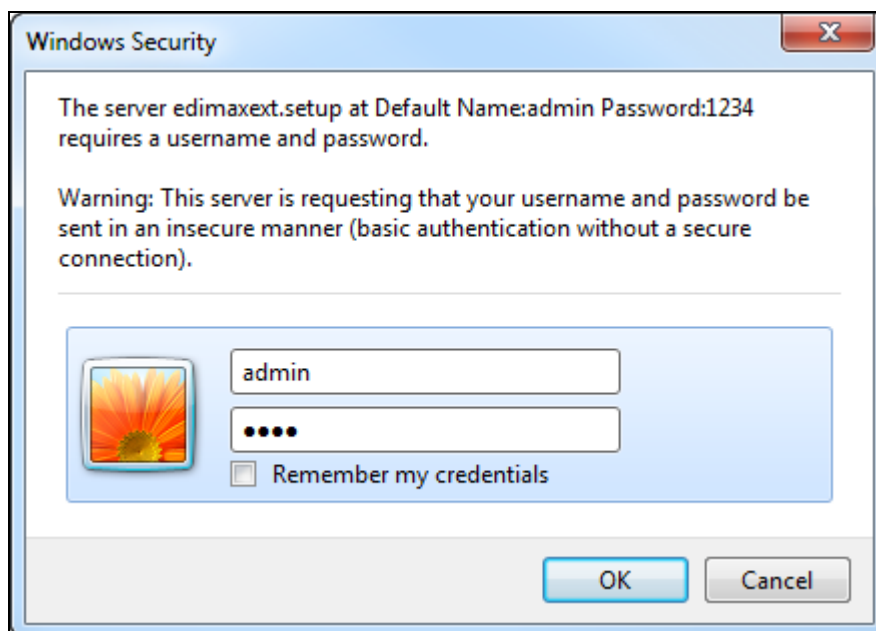 Windows Security
The server edimaxext.setup at Default Name:admin Password:1234
requires a username and password.
Warning: This server is requesting that your username and password be
sent in an insecure manner (basic authentication without a secure
connection).
admin
●●●●
Remember my credentials
OK
Cancel